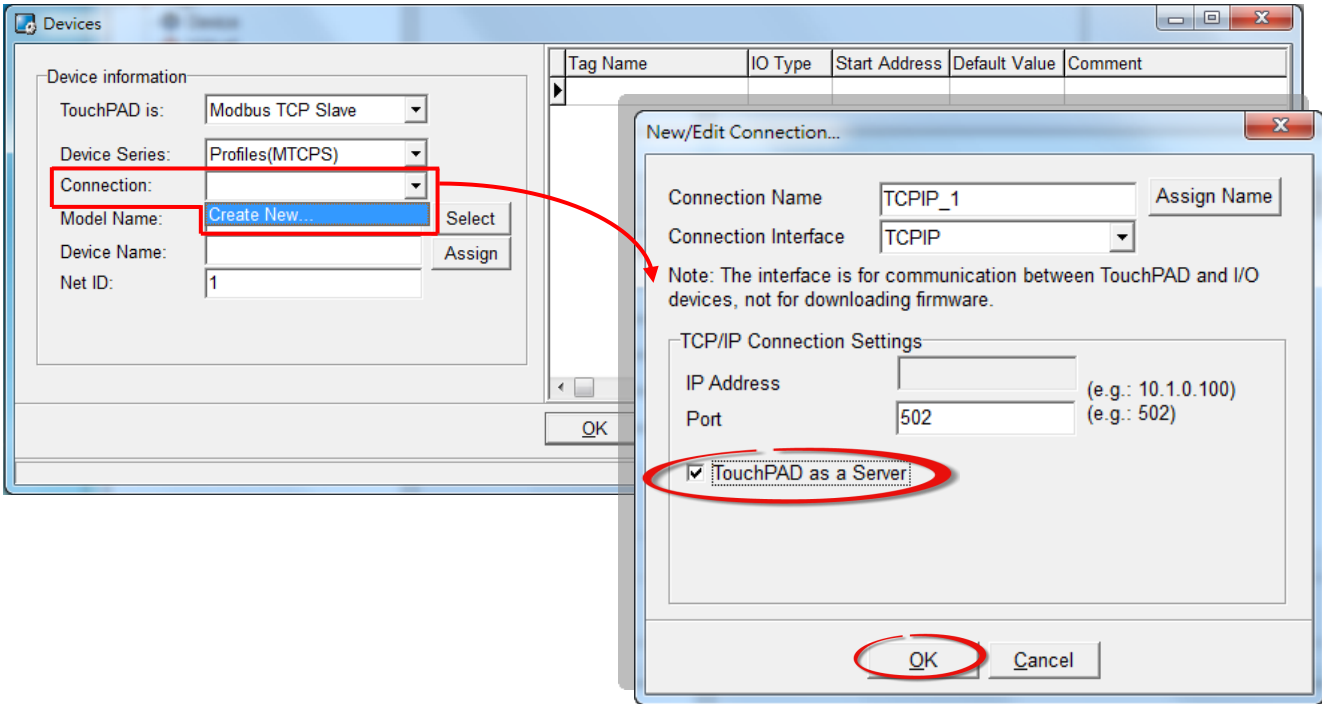 Devices
Device information
TouchPAD is: Modbus TCP Slave
Device Series: Profiles(MTCPS)
Connection:
Create New...
Model Name: Select
Device Name: Assign
Net ID: 1
Tag Name IO Type Start Address Default Value Comment
OK
New/Edit Connection...
Connection Name TCPIP_1 Assign Name
Connection Interface TCPIP
Note: The interface is for communication between TouchPAD and I/O
devices, not for downloading firmware.
TCP/IP Connection Settings
IP Address (e.g.: 10.1.0.100)
Port 502 (e.g.: 502)
TouchPAD as a Server
OK Cancel